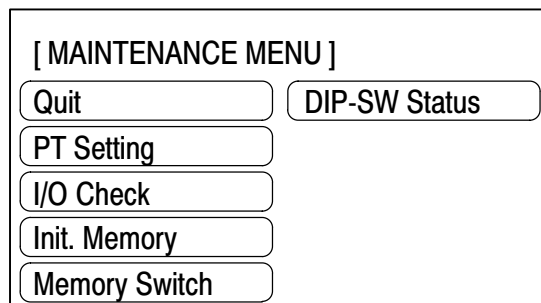 [ MAINTENANCE MENU ]
Quit
DIP-SW Status
PT Setting
I/O Check
Init. Memory
Memory Switch